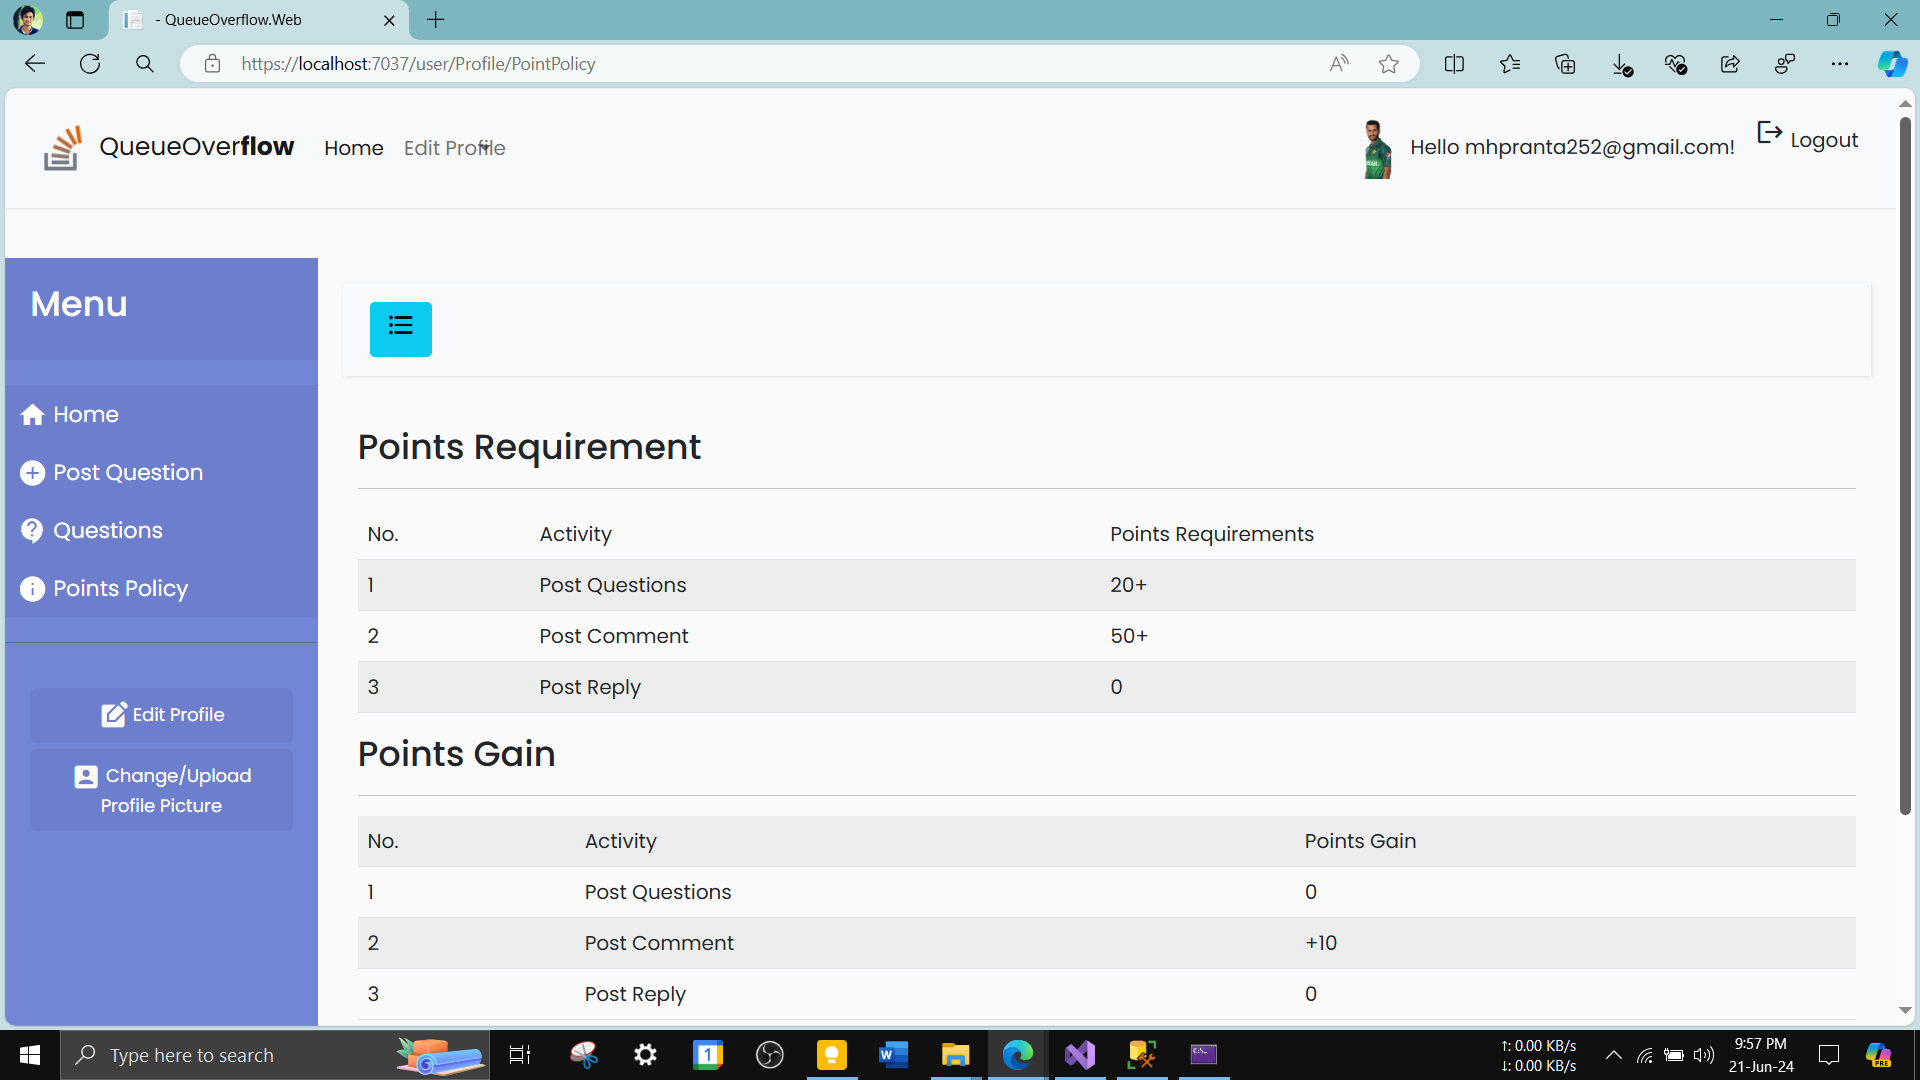 - QueueOverflow.Web
https://localhost:7037/user/Profile/PointPolicy
QueueOverflow
Home
Edit Profile
Hello mhpranta252@gmail.com!
Logout
Menu
Home
Post Question
Questions
Points Policy
Edit Profile
Change/Upload
Profile Picture
Points Requirement
No. Activity Points Requirements
1 Post Questions 20+
2 Post Comment 50+
3 Post Reply 0
Points Gain
No. Activity Points Gain
1 Post Questions 0
2 Post Comment +10
3 Post Reply 0
Type here to search
↑: 0.00 KB/s
↓: 0.00 KB/s
9:57 PM
21-Jun-24